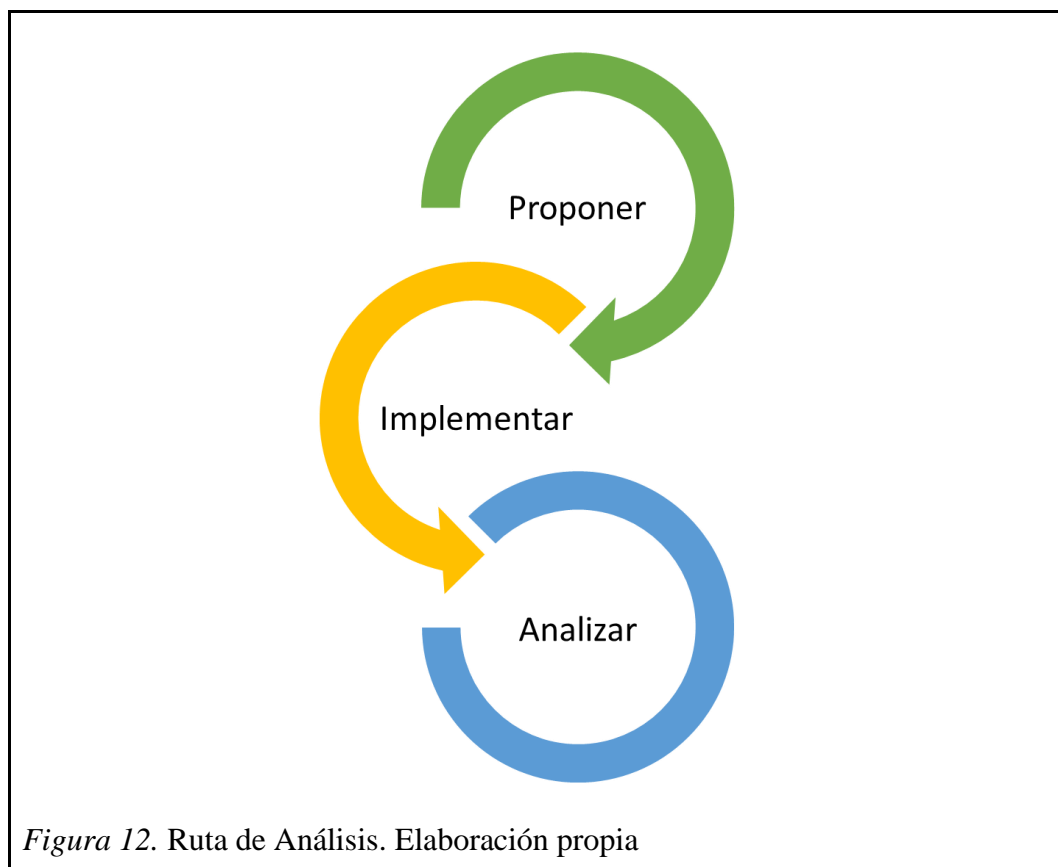 Proponer
Implementar
Analizar
Figura 12. Ruta de Análisis. Elaboración propia